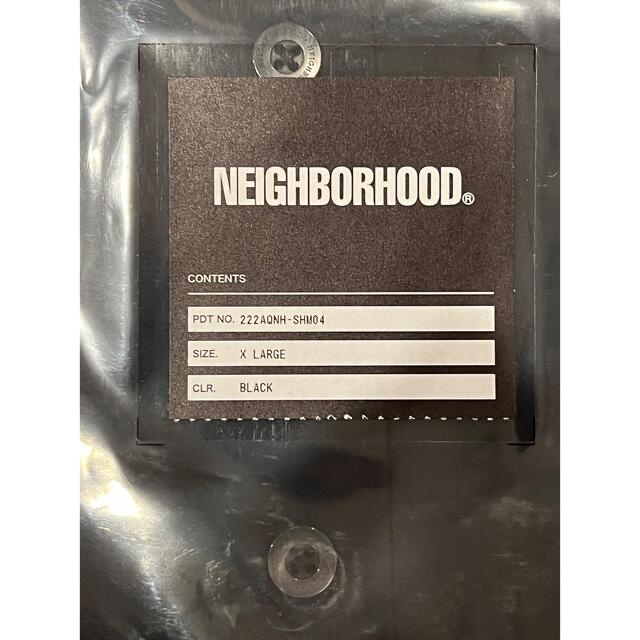 NEIGHBORHOOD®
CONTENTS
PDT NO. 222AQNH-SHM04
SIZE. X LARGE
CLR. BLACK